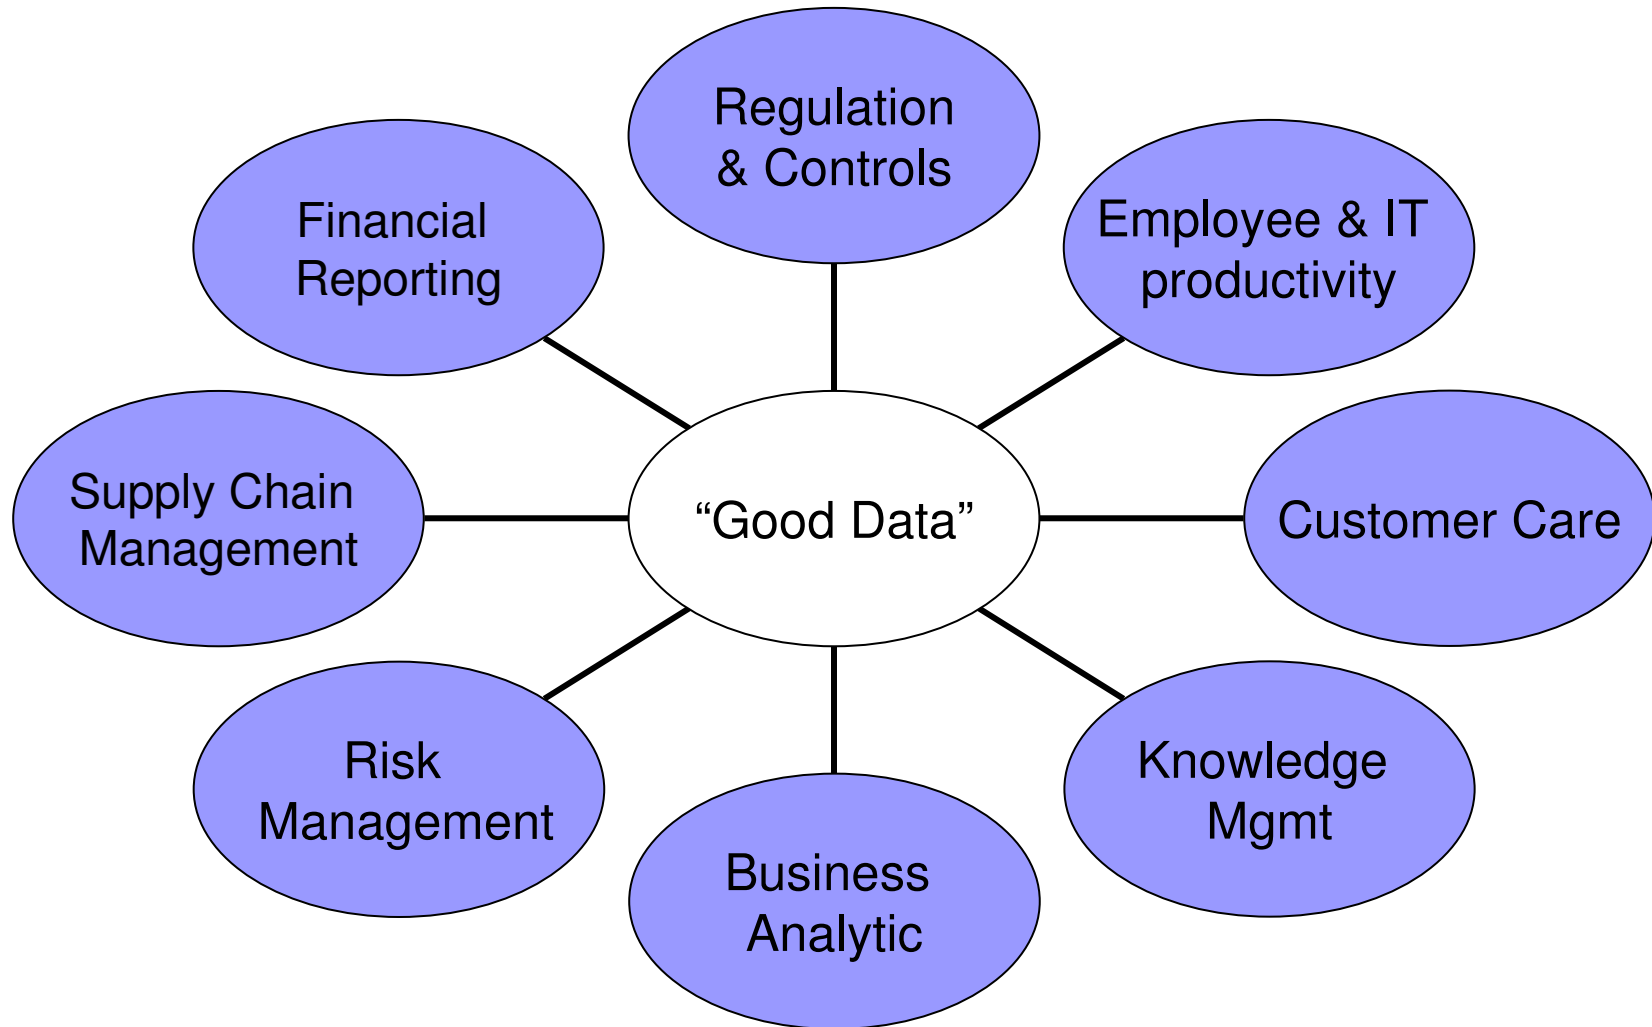 Regulation
& Controls
Employee & IT
productivity
Customer Care
Knowledge
Mgmt
Business
Analytic
Risk
Management
Supply Chain
Management
Financial
Reporting
“Good Data”